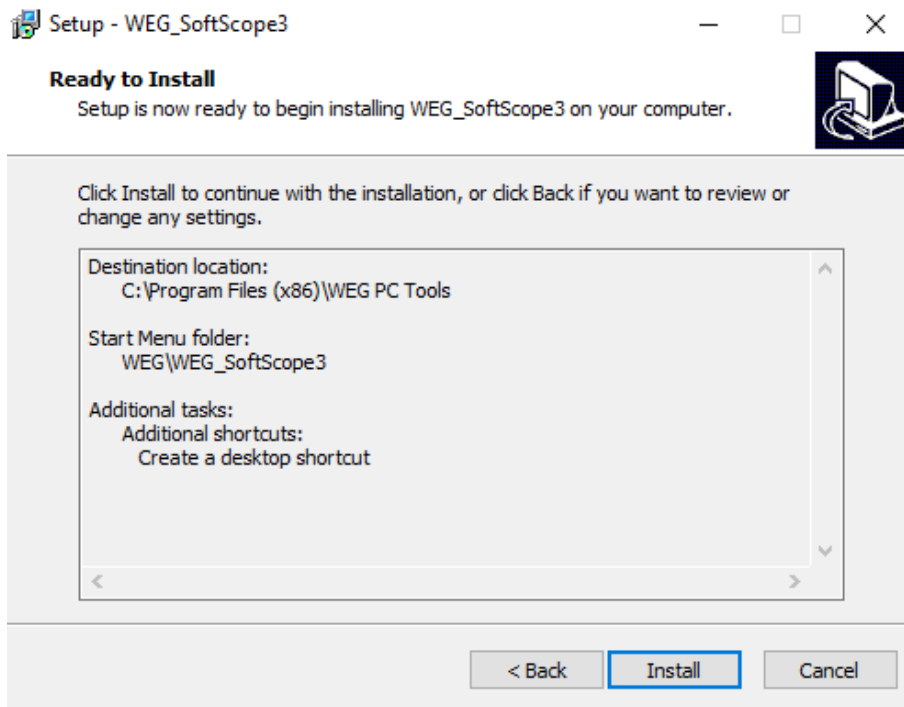 Setup - WEG_SoftScope3
Ready to Install
Setup is now ready to begin installing WEG_SoftScope3 on your computer.
Click Install to continue with the installation, or click Back if you want to review or
change any settings.
Destination location:
C:\Program Files (x86)\WEG PC Tools
Start Menu folder:
WEG\WEG_SoftScope3
Additional tasks:
Additional shortcuts:
Create a desktop shortcut
< Back
Install
Cancel